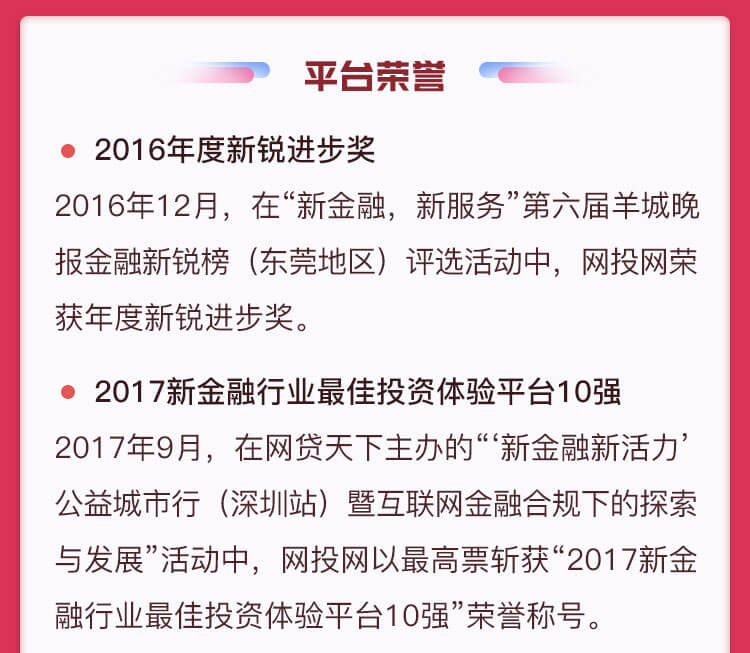 平台荣誉
2016年度新锐进步奖
2016年12月，在“新金融，新服务”第六届羊城晚
报金融新锐榜（东莞地区）评选活动中，网投网荣
获年度新锐进步奖。
2017新金融行业最佳投资体验平台10强
2017年9月，在网贷天下主办的“‘新金融新活力’
公益城市行（深圳站）暨互联网金融合规下的探索
与发展”活动中，网投网以最高票斩获“2017新金
融行业最佳投资体验平台10强”荣誉称号。